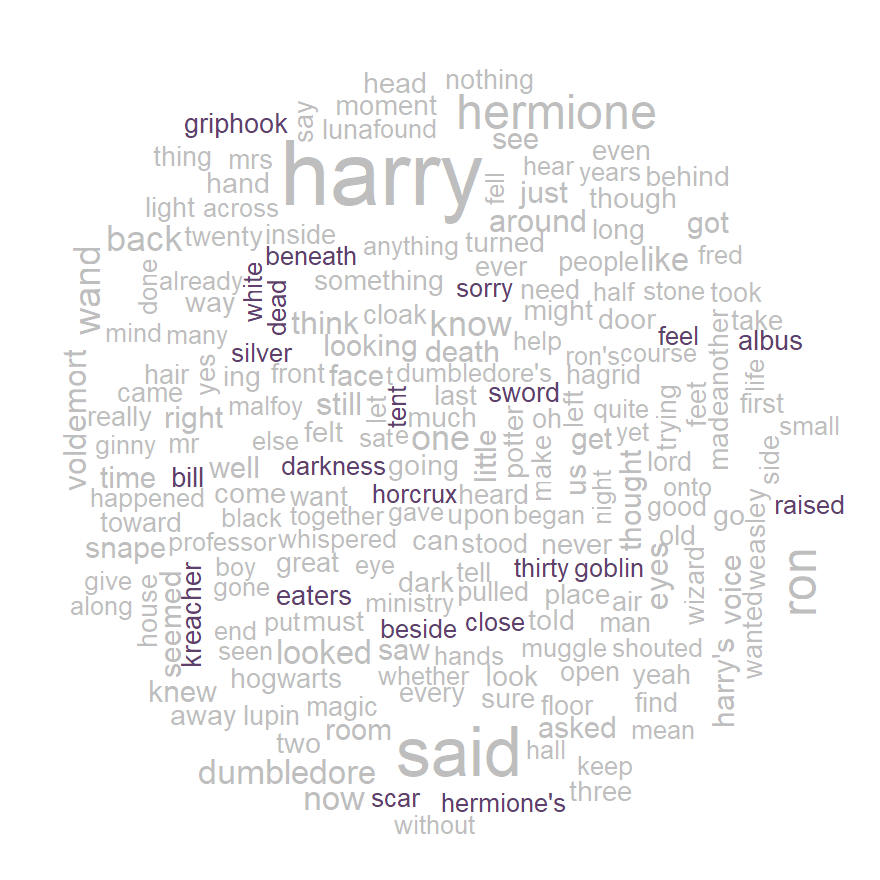 head nothing
griphook say moment hermione
luna found see
thing mrs harry hear years even behind
hand fell just though
light across around long got
back twenty inside anything turned
wand done already white beneath something ever people like fred
way dead sorry need half stone took
mind many think cloak know might door take
silver looking death help feel albus
voldemort hair yes ing front face t dumbledore's ron's course hagrid another life
came malfoy tent last sword left quite feet made first
really right still let much oh trying small
ginny mr else felt sat e one little potter us get yet side
time bill well darkness going make lord
happened come want horcrux heard night onto raised
toward black together gave upon began thought good go weasley
snape professor whispered can stood never old
give boy great eye tell thirty goblin eyes wizard voice ron
along house seemed kreacher gone eaters dark pulled place air
end put must ministry beside close told man wanted
seen looked saw hands muggle shouted harry's
knew hogwarts whether look open yeah
every sure floor find
away lupin magic asked mean
two room said hall
dumbledore keep
now scar hermione's three
without